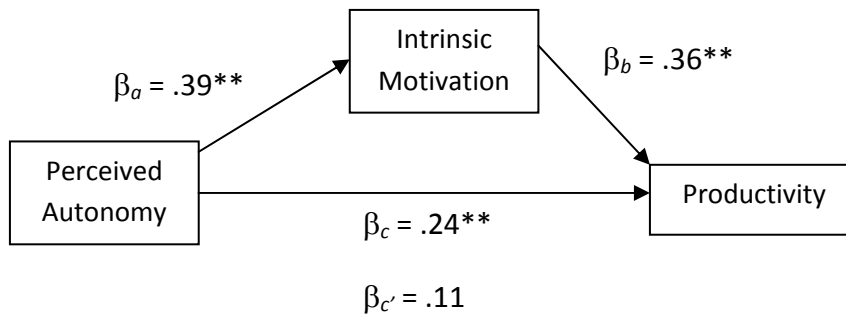 Intrinsic
Motivation
βa = .39**
βb = .36**
Perceived
Autonomy
Productivity
βc = .24**
βc′ = .11